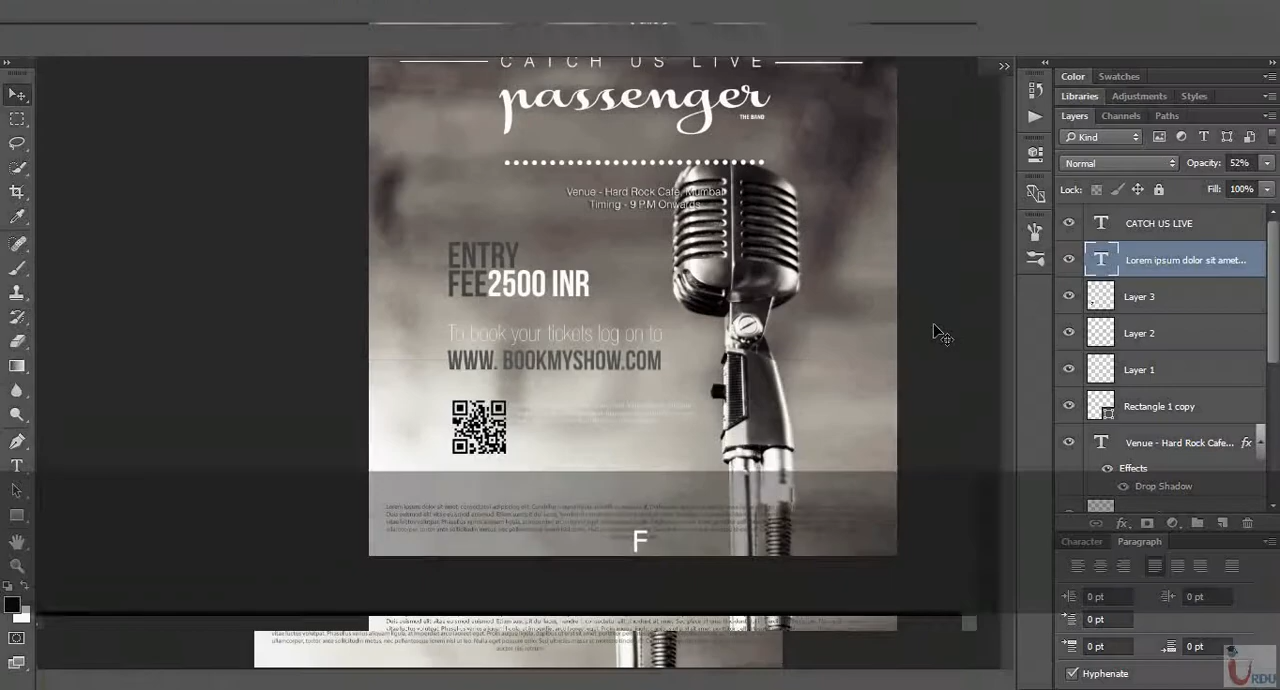 CATCH US LIVE
passenger
THE BAND
Venue - Hard Rock Cafe, Mumbai
Timing - 9 P.M Onwards
ENTRY
FEE2500 INR
To book your tickets log on to
WWW. BOOKMYSHOW.COM
F
Color
Swatches
Libraries
Adjustments
Styles
Layers
Channels
Paths
Kind
Normal
Opacity: 52%
Lock:
Fill: 100%
CATCH US LIVE
Lorem ipsum dolor sit amet...
Layer 3
Layer 2
Layer 1
Rectangle 1 copy
Venue - Hard Rock Cafe... fx
Effects
Drop Shadow
fx
Character
Paragraph
0 pt
0 pt
0 pt
0 pt
0 pt
Hyphenate
URDU